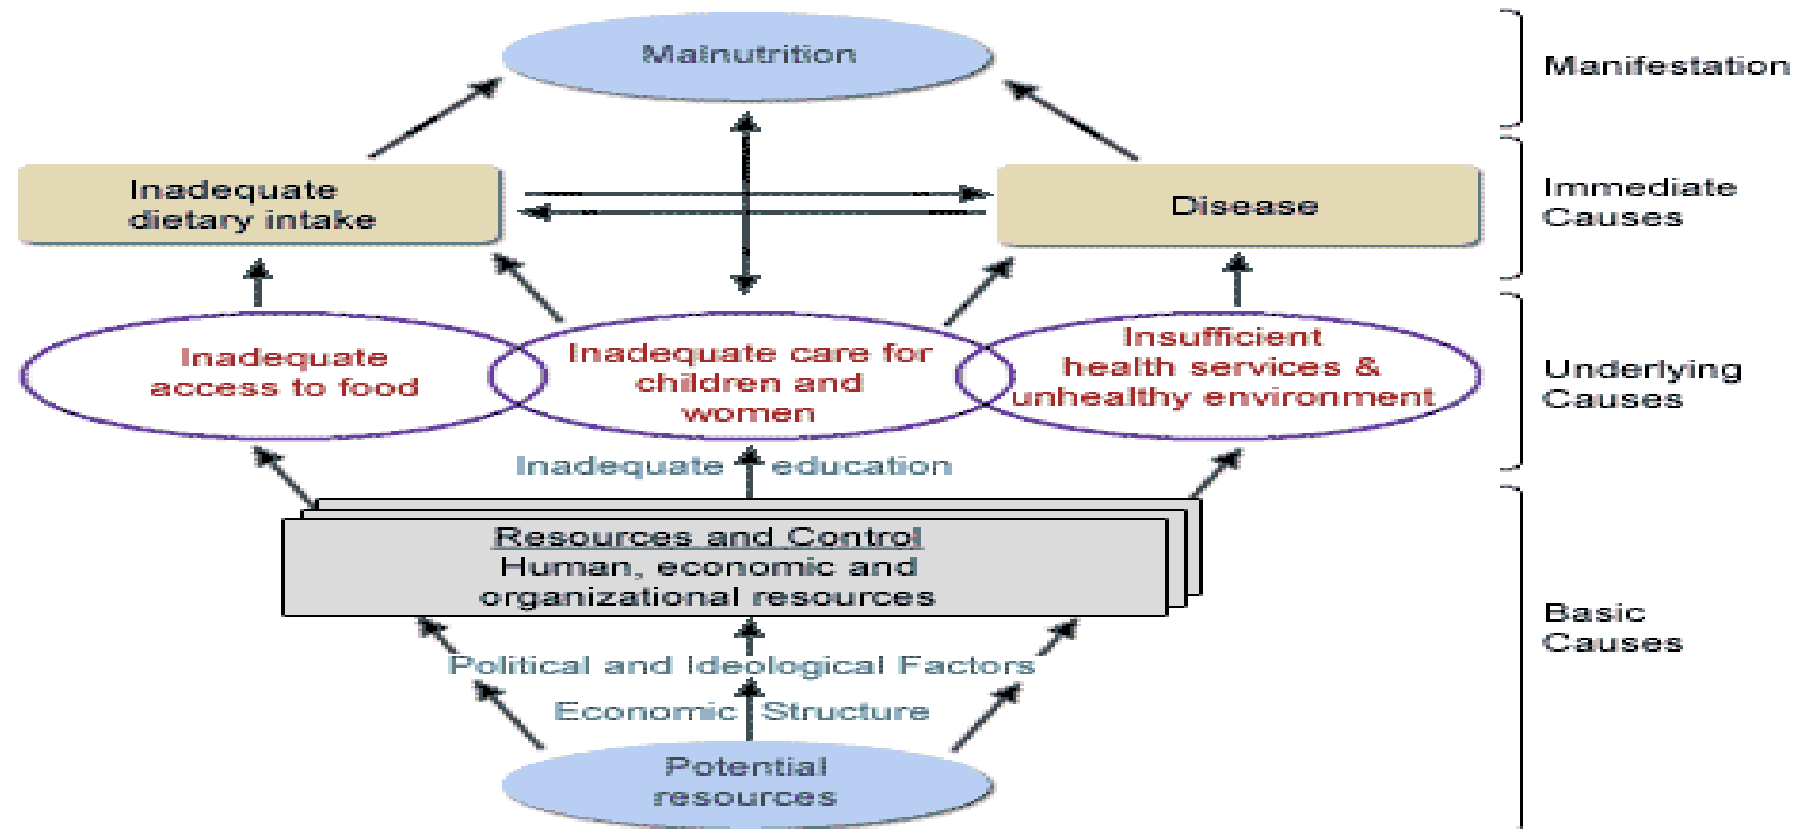 Malnutrition
Manifestation
Inadequate
dietary intake
Disease
Immediate
Causes
Inadequate
access to food
Inadequate care for
children and
women
Insufficient
health services &
unhealthy environment
Underlying
Causes
Inadequate education
Resources and Control
Human, economic and
organizational resources
Basic
Causes
Political and Ideological Factors
Economic Structure
Potential
resources